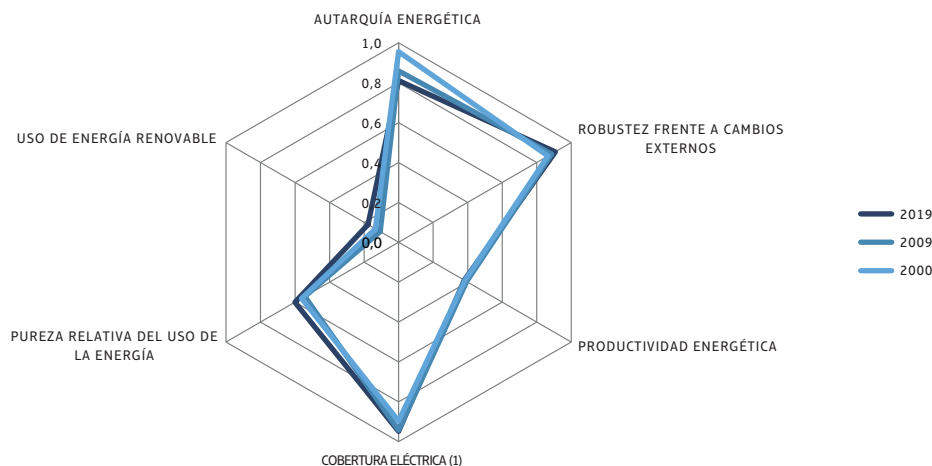 AUTARQUÍA ENERGÉTICA
1,0
0,8
0,6
0,4
0,2
0,0
ROBUSTEZ FRENTE A CAMBIOS
EXTERNOS
PRODUCTIVIDAD ENERGÉTICA
COBERTURA ELÉCTRICA (1)
PUREZA RELATIVA DEL USO DE
LA ENERGÍA
USO DE ENERGÍA RENOVABLE
2019
2009
2000